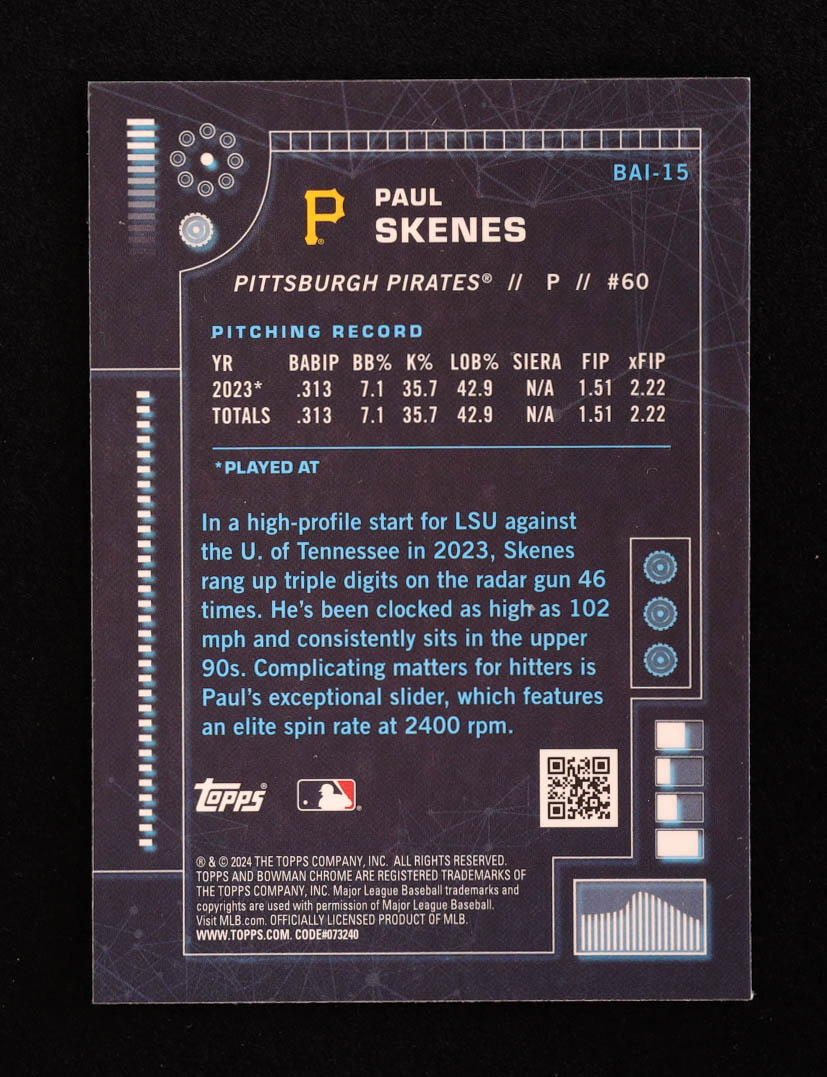 BAI-15
P
PAUL
SKENES
PITTSBURGH PIRATES® // P // #60
PITCHING RECORD
YR BABIP BB% K% LOB% SIERA FIP xFIP
2023* .313 7.1 35.7 42.9 N/A 1.51 2.22
TOTALS .313 7.1 35.7 42.9 N/A 1.51 2.22
*PLAYED AT
In a high-profile start for LSU against
the U. of Tennessee in 2023, Skenes
rang up triple digits on the radar gun 46
times. He's been clocked as high as 102
mph and consistently sits in the upper
90s. Complicating matters for hitters is
Paul's exceptional slider, which features
an elite spin rate at 2400 rpm.
Topps®
® & © 2024 THE TOPPS COMPANY, INC. ALL RIGHTS RESERVED.
TOPPS AND BOWMAN CHROME ARE REGISTERED TRADEMARKS OF
THE TOPPS COMPANY, INC. Major League Baseball trademarks and
copyrights are used with permission of Major League Baseball.
Visit MLB.com. OFFICIALLY LICENSED PRODUCT OF MLB.
WWW.TOPPS.COM. CODE#073240